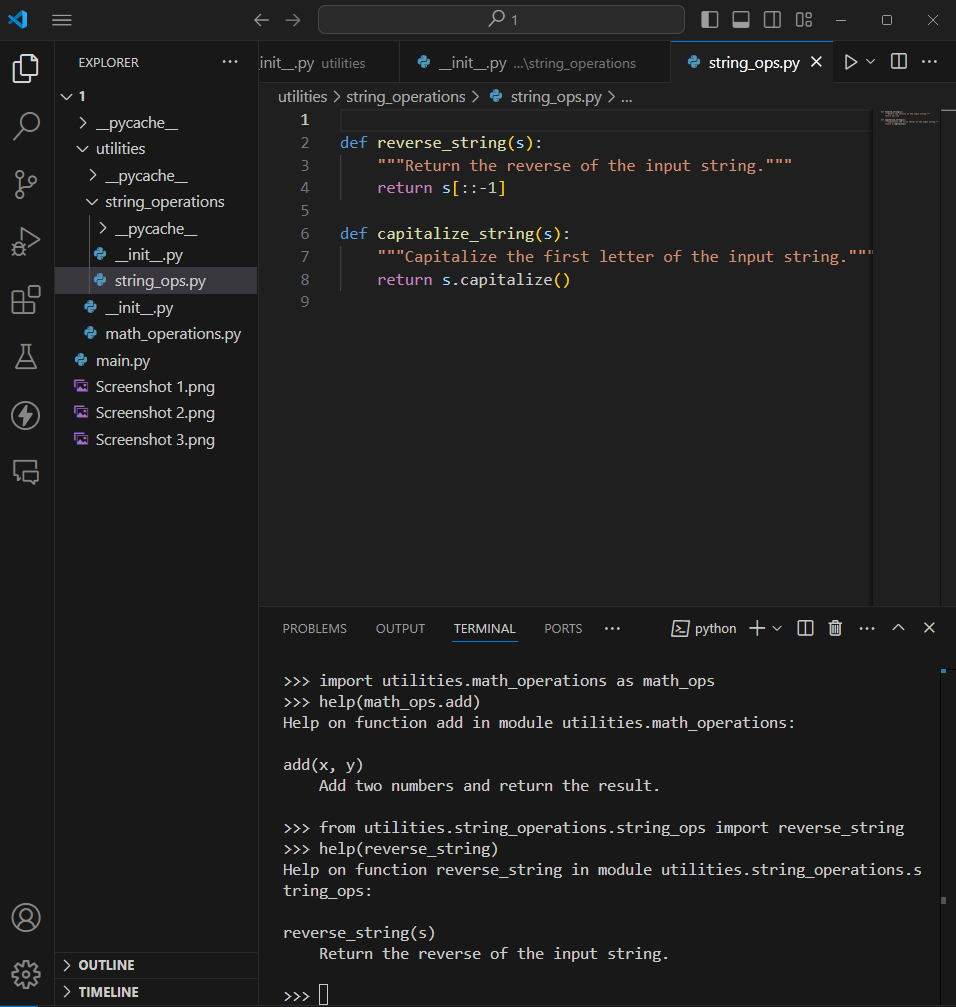 1
EXPLORER
init__.py utilities
__init__.py ...\string_operations
string_ops.py
utilities > string_operations > string_ops.py > ...
1
__pycache__
utilities
__pycache__
string_operations
__pycache__
__init__.py
string_ops.py
__init__.py
math_operations.py
main.py
Screenshot 1.png
Screenshot 2.png
Screenshot 3.png
OUTLINE
TIMELINE
1
2 def reverse_string(s):
3 """Return the reverse of the input string."""
4 return s[::-1]
5
6 def capitalize_string(s):
7 """Capitalize the first letter of the input string."""
8 return s.capitalize()
9
PROBLEMS OUTPUT TERMINAL PORTS ... python
>>> import utilities.math_operations as math_ops
>>> help(math_ops.add)
Help on function add in module utilities.math_operations:
add(x, y)
Add two numbers and return the result.
>>> from utilities.string_operations.string_ops import reverse_string
>>> help(reverse_string)
Help on function reverse_string in module utilities.string_operations.s
tring_ops:
reverse_string(s)
Return the reverse of the input string.
>>>